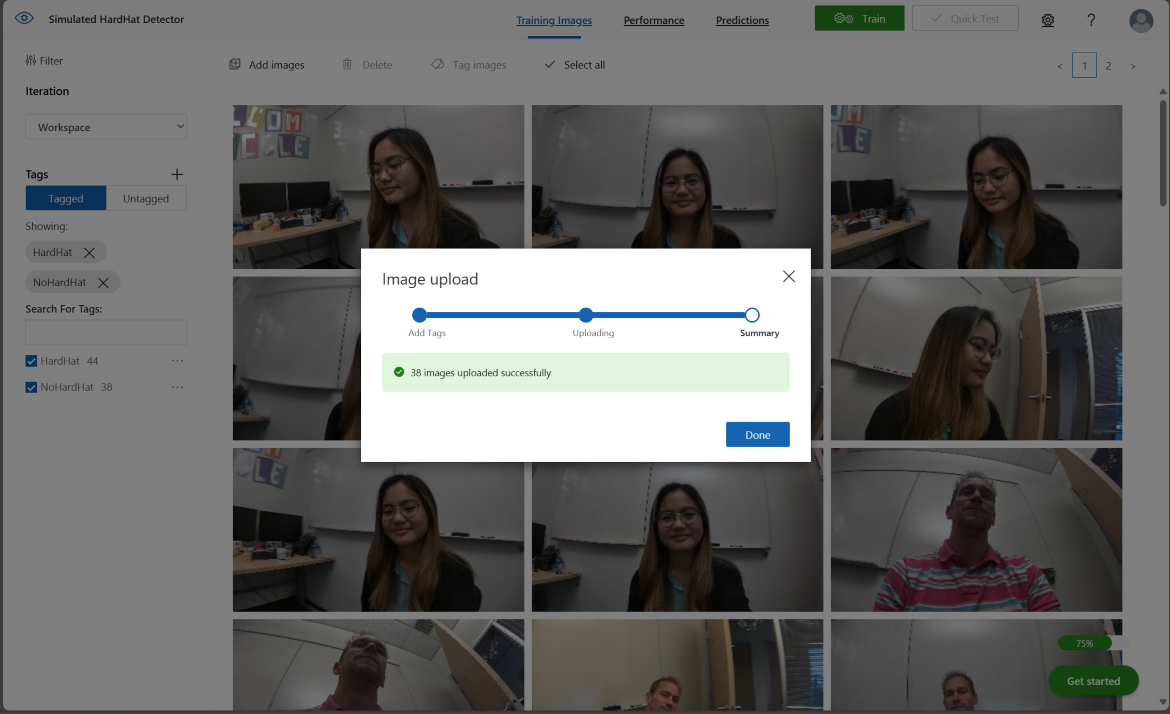 Simulated HardHat Detector
Training Images
Performance
Predictions
Train
Quick Test
?
Filter
Iteration
Workspace
Tags
Tagged
Untagged
Showing:
HardHat
NoHardHat
Search For Tags:
HardHat 44 ...
NoHardHat 38 ...
Add images
Delete
Tag images
Select all
< 1 2 >
Image upload
Add Tags
Uploading
Summary
38 images uploaded successfully
Done
75%
Get started